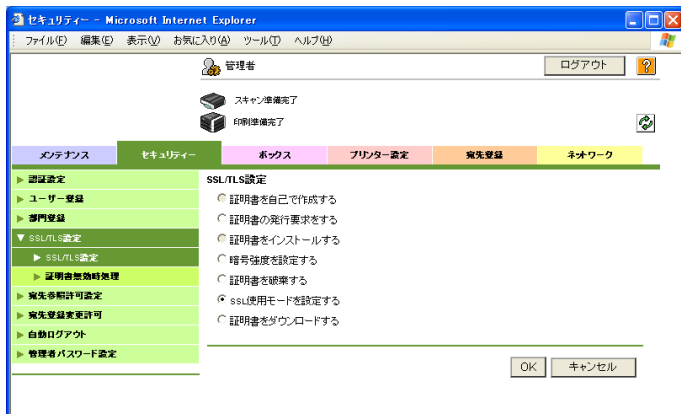 セキュリティー - Microsoft Internet Explorer
ファイル(F) 編集(E) 表示(V) お気に入り(A) ツール(T) ヘルプ(H)
管理者 ログアウト ?
スキャン準備完了
印刷準備完了
メンテナンス セキュリティー ボックス プリンター設定 宛先登録 ネットワーク
認証設定
ユーザー登録
部門登録
SSL/TLS設定
SSL/TLS設定
証明書無効時処理
宛先参照許可設定
宛先登録変更許可
自動ログアウト
管理者パスワード設定
SSL/TLS設定
証明書を自己で作成する
証明書の発行要求をする
証明書をインストールする
暗号強度を設定する
証明書を破棄する
SSL使用モードを設定する
証明書をダウンロードする
OK キャンセル